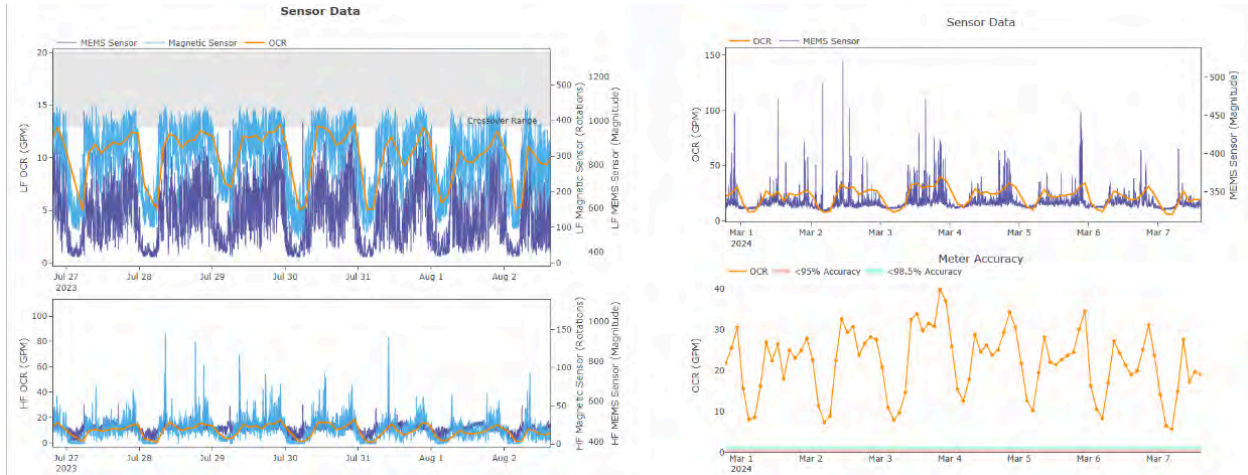 Sensor Data
MEMS Sensor Magnetic Sensor OCR
20
15
10
5
0
LF OCR (GPM)
Crossover Range
500
400
300
200
100
0
LF Magnetic Sensor (Rotations)
1200
1000
800
600
400
LF MEMS Sensor (Magnitude)
Jul 27 Jul 28 Jul 29 Jul 30 Jul 31 Aug 1 Aug 2
2023
100
80
60
40
20
0
HF OCR (GPM)
150
100
50
0
HF Magnetic Sensor (Rotations)
1000
800
600
400
HF MEMS Sensor (Magnitude)
Jul 27 Jul 28 Jul 29 Jul 30 Jul 31 Aug 1 Aug 2
2023
Sensor Data
OCR MEMS Sensor
150
100
50
0
OCR (GPM)
500
450
400
350
MEMS Sensor (Magnitude)
Mar 1 Mar 2 Mar 3 Mar 4 Mar 5 Mar 6 Mar 7
2024
Meter Accuracy
OCR <95% Accuracy <98.5% Accuracy
40
30
20
10
0
OCR (GPM)
Mar 1 Mar 2 Mar 3 Mar 4 Mar 5 Mar 6 Mar 7
2024